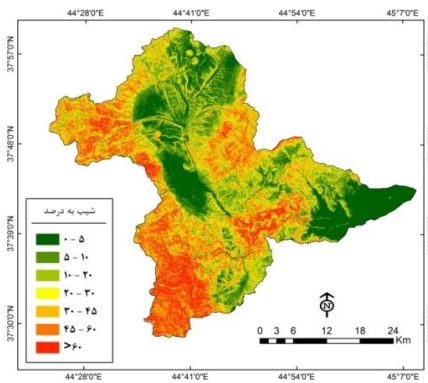 44°28'0"E 44°41'0"E 44°54'0"E 45°7'0"E
37°57'0"N
37°48'0"N
37°39'0"N
37°30'0"N
شیب به درصد
۰ - ۵
۵ - ۱۰
۱۰ - ۲۰
۲۰ - ۳۰
۳۰ - ۴۵
۴۵ - ۶۰
>۶۰
N
0 3 6 12 18 24
Km
44°28'0"E 44°41'0"E 44°54'0"E 45°7'0"E